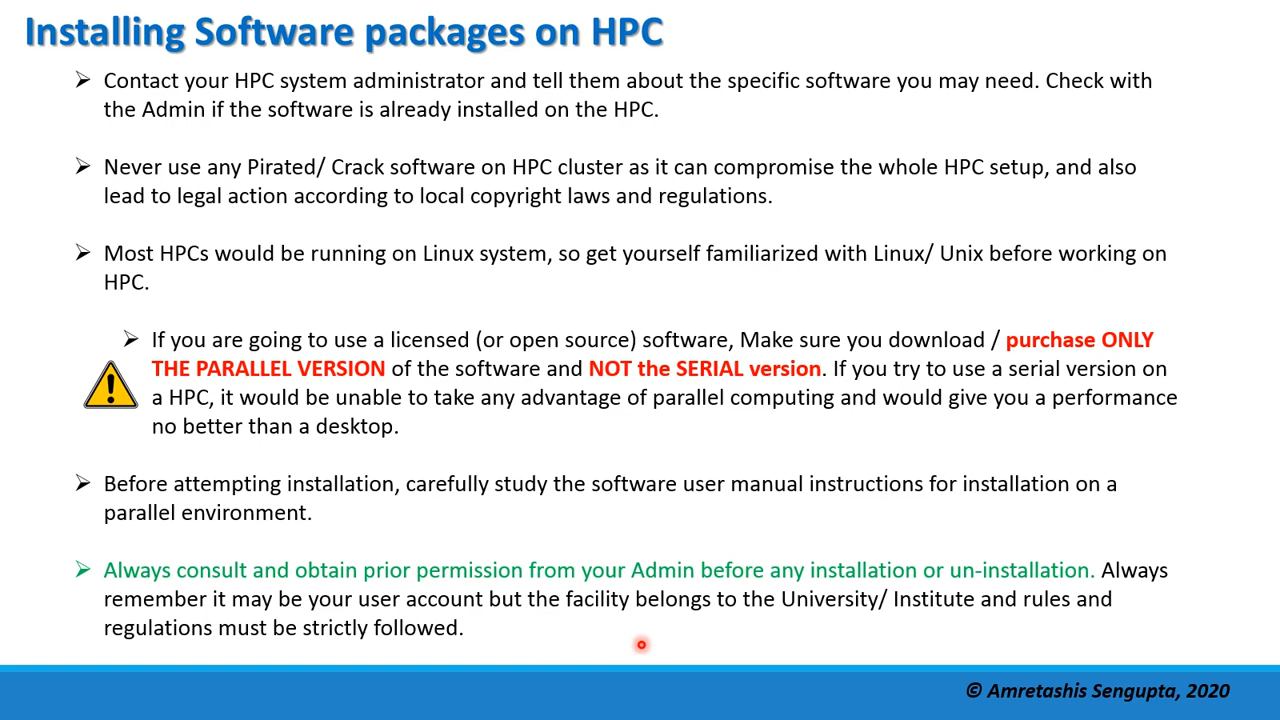 Installing Software packages on HPC
➢ Contact your HPC system administrator and tell them about the specific software you may need. Check with
the Admin if the software is already installed on the HPC.
➢ Never use any Pirated/ Crack software on HPC cluster as it can compromise the whole HPC setup, and also
lead to legal action according to local copyright laws and regulations.
➢ Most HPCs would be running on Linux system, so get yourself familiarized with Linux/ Unix before working on
HPC.
➢ If you are going to use a licensed (or open source) software, Make sure you download / purchase ONLY
THE PARALLEL VERSION of the software and NOT the SERIAL version. If you try to use a serial version on
a HPC, it would be unable to take any advantage of parallel computing and would give you a performance
no better than a desktop.
➢ Before attempting installation, carefully study the software user manual instructions for installation on a
parallel environment.
➢ Always consult and obtain prior permission from your Admin before any installation or un-installation. Always
remember it may be your user account but the facility belongs to the University/ Institute and rules and
regulations must be strictly followed.
© Amretashis Sengupta, 2020